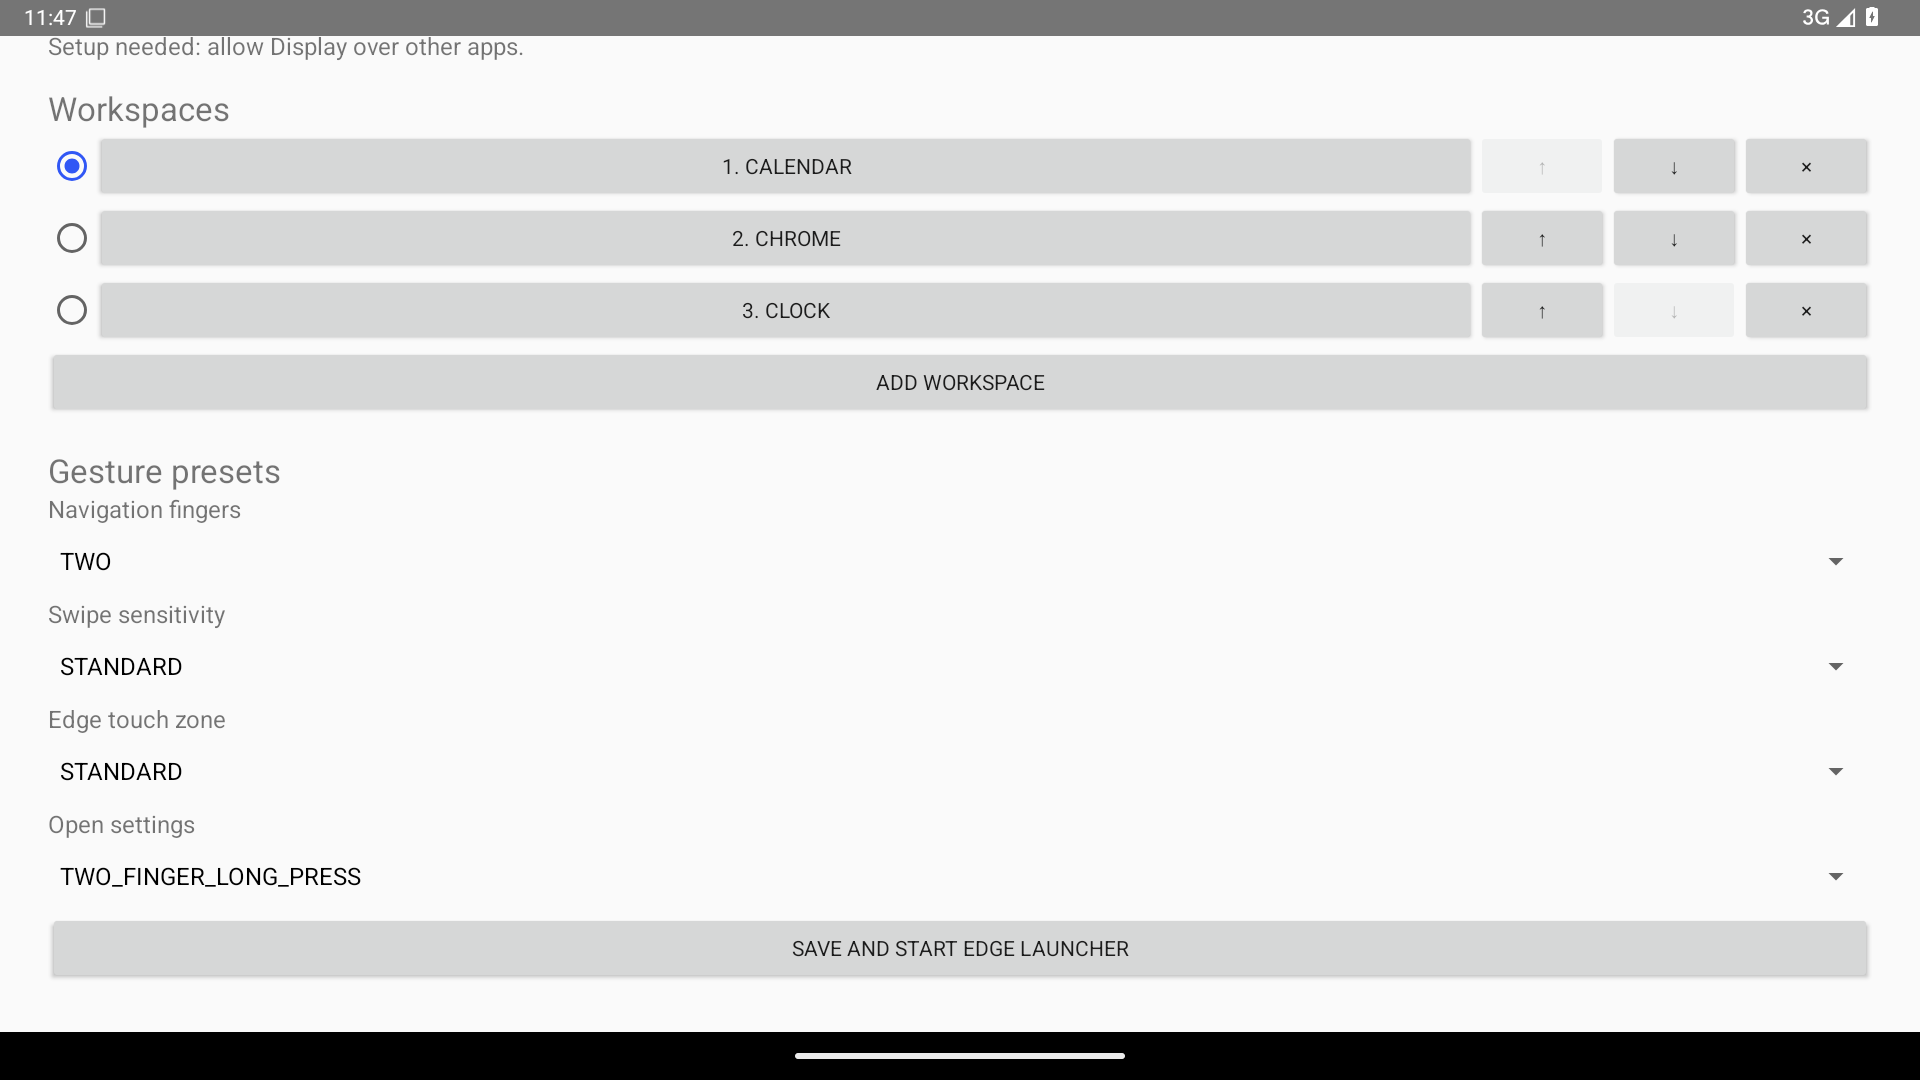 11:47
3G
Setup needed: allow Display over other apps.
Workspaces
1. CALENDAR ↑ ↓ ×
2. CHROME ↑ ↓ ×
3. CLOCK ↑ ↓ ×
ADD WORKSPACE
Gesture presets
Navigation fingers
TWO
Swipe sensitivity
STANDARD
Edge touch zone
STANDARD
Open settings
TWO_FINGER_LONG_PRESS
SAVE AND START EDGE LAUNCHER